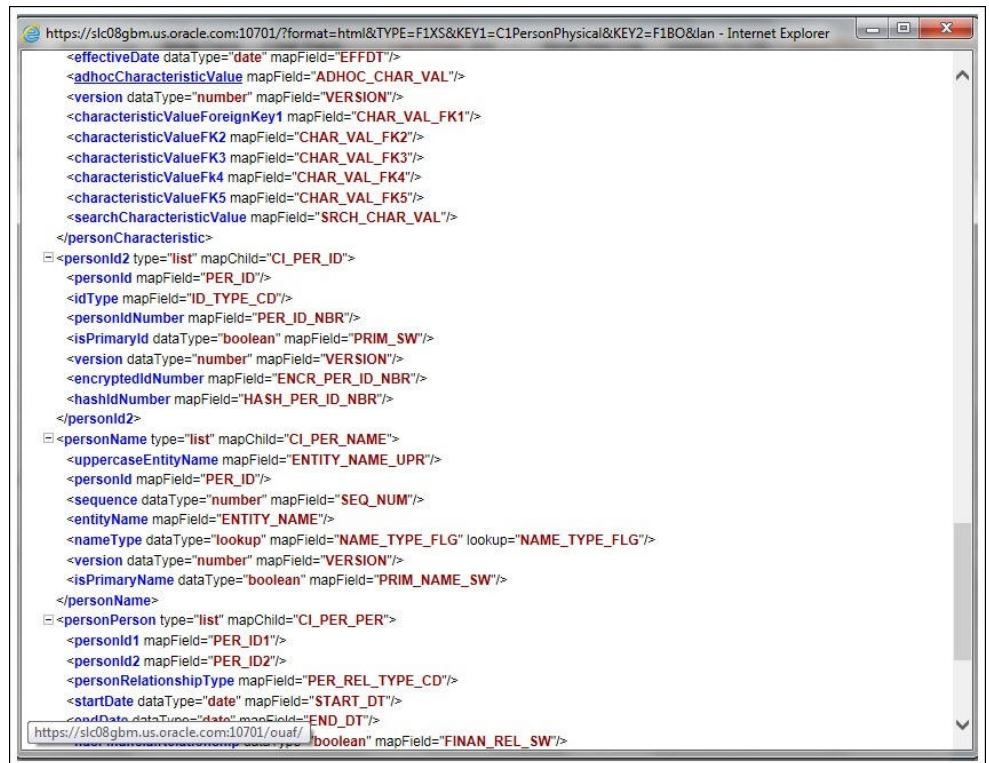 https://slc08gbm.us.oracle.com:10701/?format=html&TYPE=F1XS&KEY1=C1PersonPhysical&KEY2=F1BO&lan - Internet Explorer
<effectiveDate dataType="date" mapField="EFFDT"/>
<adhocCharacteristicValue mapField="ADHOC_CHAR_VAL"/>
<version dataType="number" mapField="VERSION"/>
<characteristicValueForeignKey1 mapField="CHAR_VAL_FK1"/>
<characteristicValueFK2 mapField="CHAR_VAL_FK2"/>
<characteristicValueFK3 mapField="CHAR_VAL_FK3"/>
<characteristicValueFk4 mapField="CHAR_VAL_FK4"/>
<characteristicValueFK5 mapField="CHAR_VAL_FK5"/>
<searchCharacteristicValue mapField="SRCH_CHAR_VAL"/>
</personCharacteristic>
<personId2 type="list" mapChild="CI_PER_ID">
<personId mapField="PER_ID"/>
<idType mapField="ID_TYPE_CD"/>
<personIdNumber mapField="PER_ID_NBR"/>
<isPrimaryId dataType="boolean" mapField="PRIM_SW"/>
<version dataType="number" mapField="VERSION"/>
<encryptedIdNumber mapField="ENCR_PER_ID_NBR"/>
<hashIdNumber mapField="HASH_PER_ID_NBR"/>
</personId2>
<personName type="list" mapChild="CI_PER_NAME">
<uppercaseEntityName mapField="ENTITY_NAME_UPR"/>
<personId mapField="PER_ID"/>
<sequence dataType="number" mapField="SEQ_NUM"/>
<entityName mapField="ENTITY_NAME"/>
<nameType dataType="lookup" mapField="NAME_TYPE_FLG" lookup="NAME_TYPE_FLG"/>
<version dataType="number" mapField="VERSION"/>
<isPrimaryName dataType="boolean" mapField="PRIM_NAME_SW"/>
</personName>
<personPerson type="list" mapChild="CI_PER_PER">
<personId1 mapField="PER_ID1"/>
<personId2 mapField="PER_ID2"/>
<personRelationshipType mapField="PER_REL_TYPE_CD"/>
<startDate dataType="date" mapField="START_DT"/>
<endDate dataType="date" mapField="END_DT"/>
https://slc08gbm.us.oracle.com:10701/ouaf/
"boolean" mapField="FINAN_REL_SW"/>